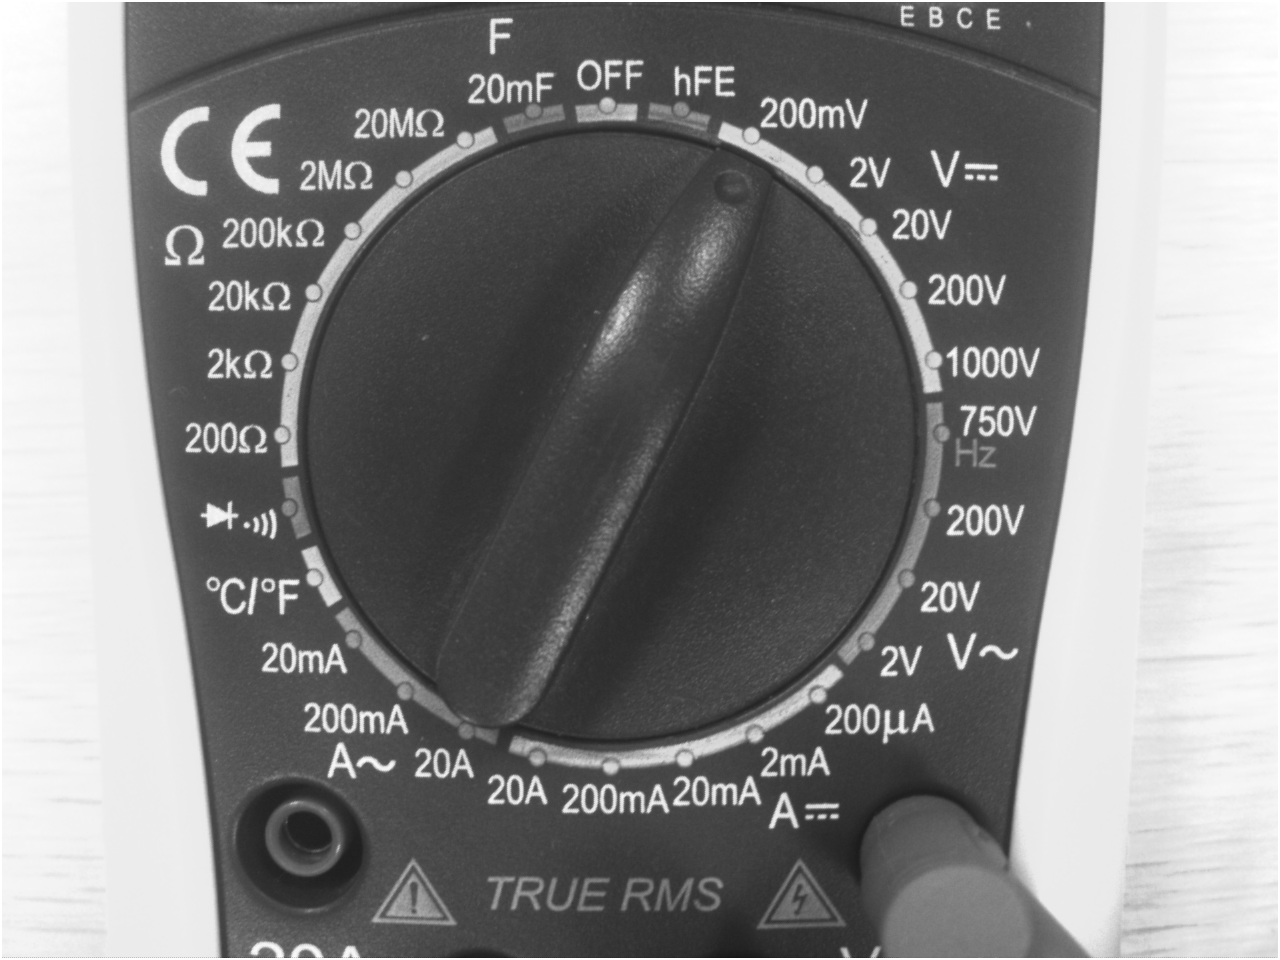 E B C E
F
20mF
OFF
hFE
200mV
2V
V
20V
200V
1000V
750V
Hz
200V
20V
2V
V~
200µA
2mA
20mA
200mA
20A
A
20A
A~
200mA
20mA
°C/°F
200Ω
2kΩ
20kΩ
200kΩ
Ω
2MΩ
20MΩ
CE
TRUE RMS